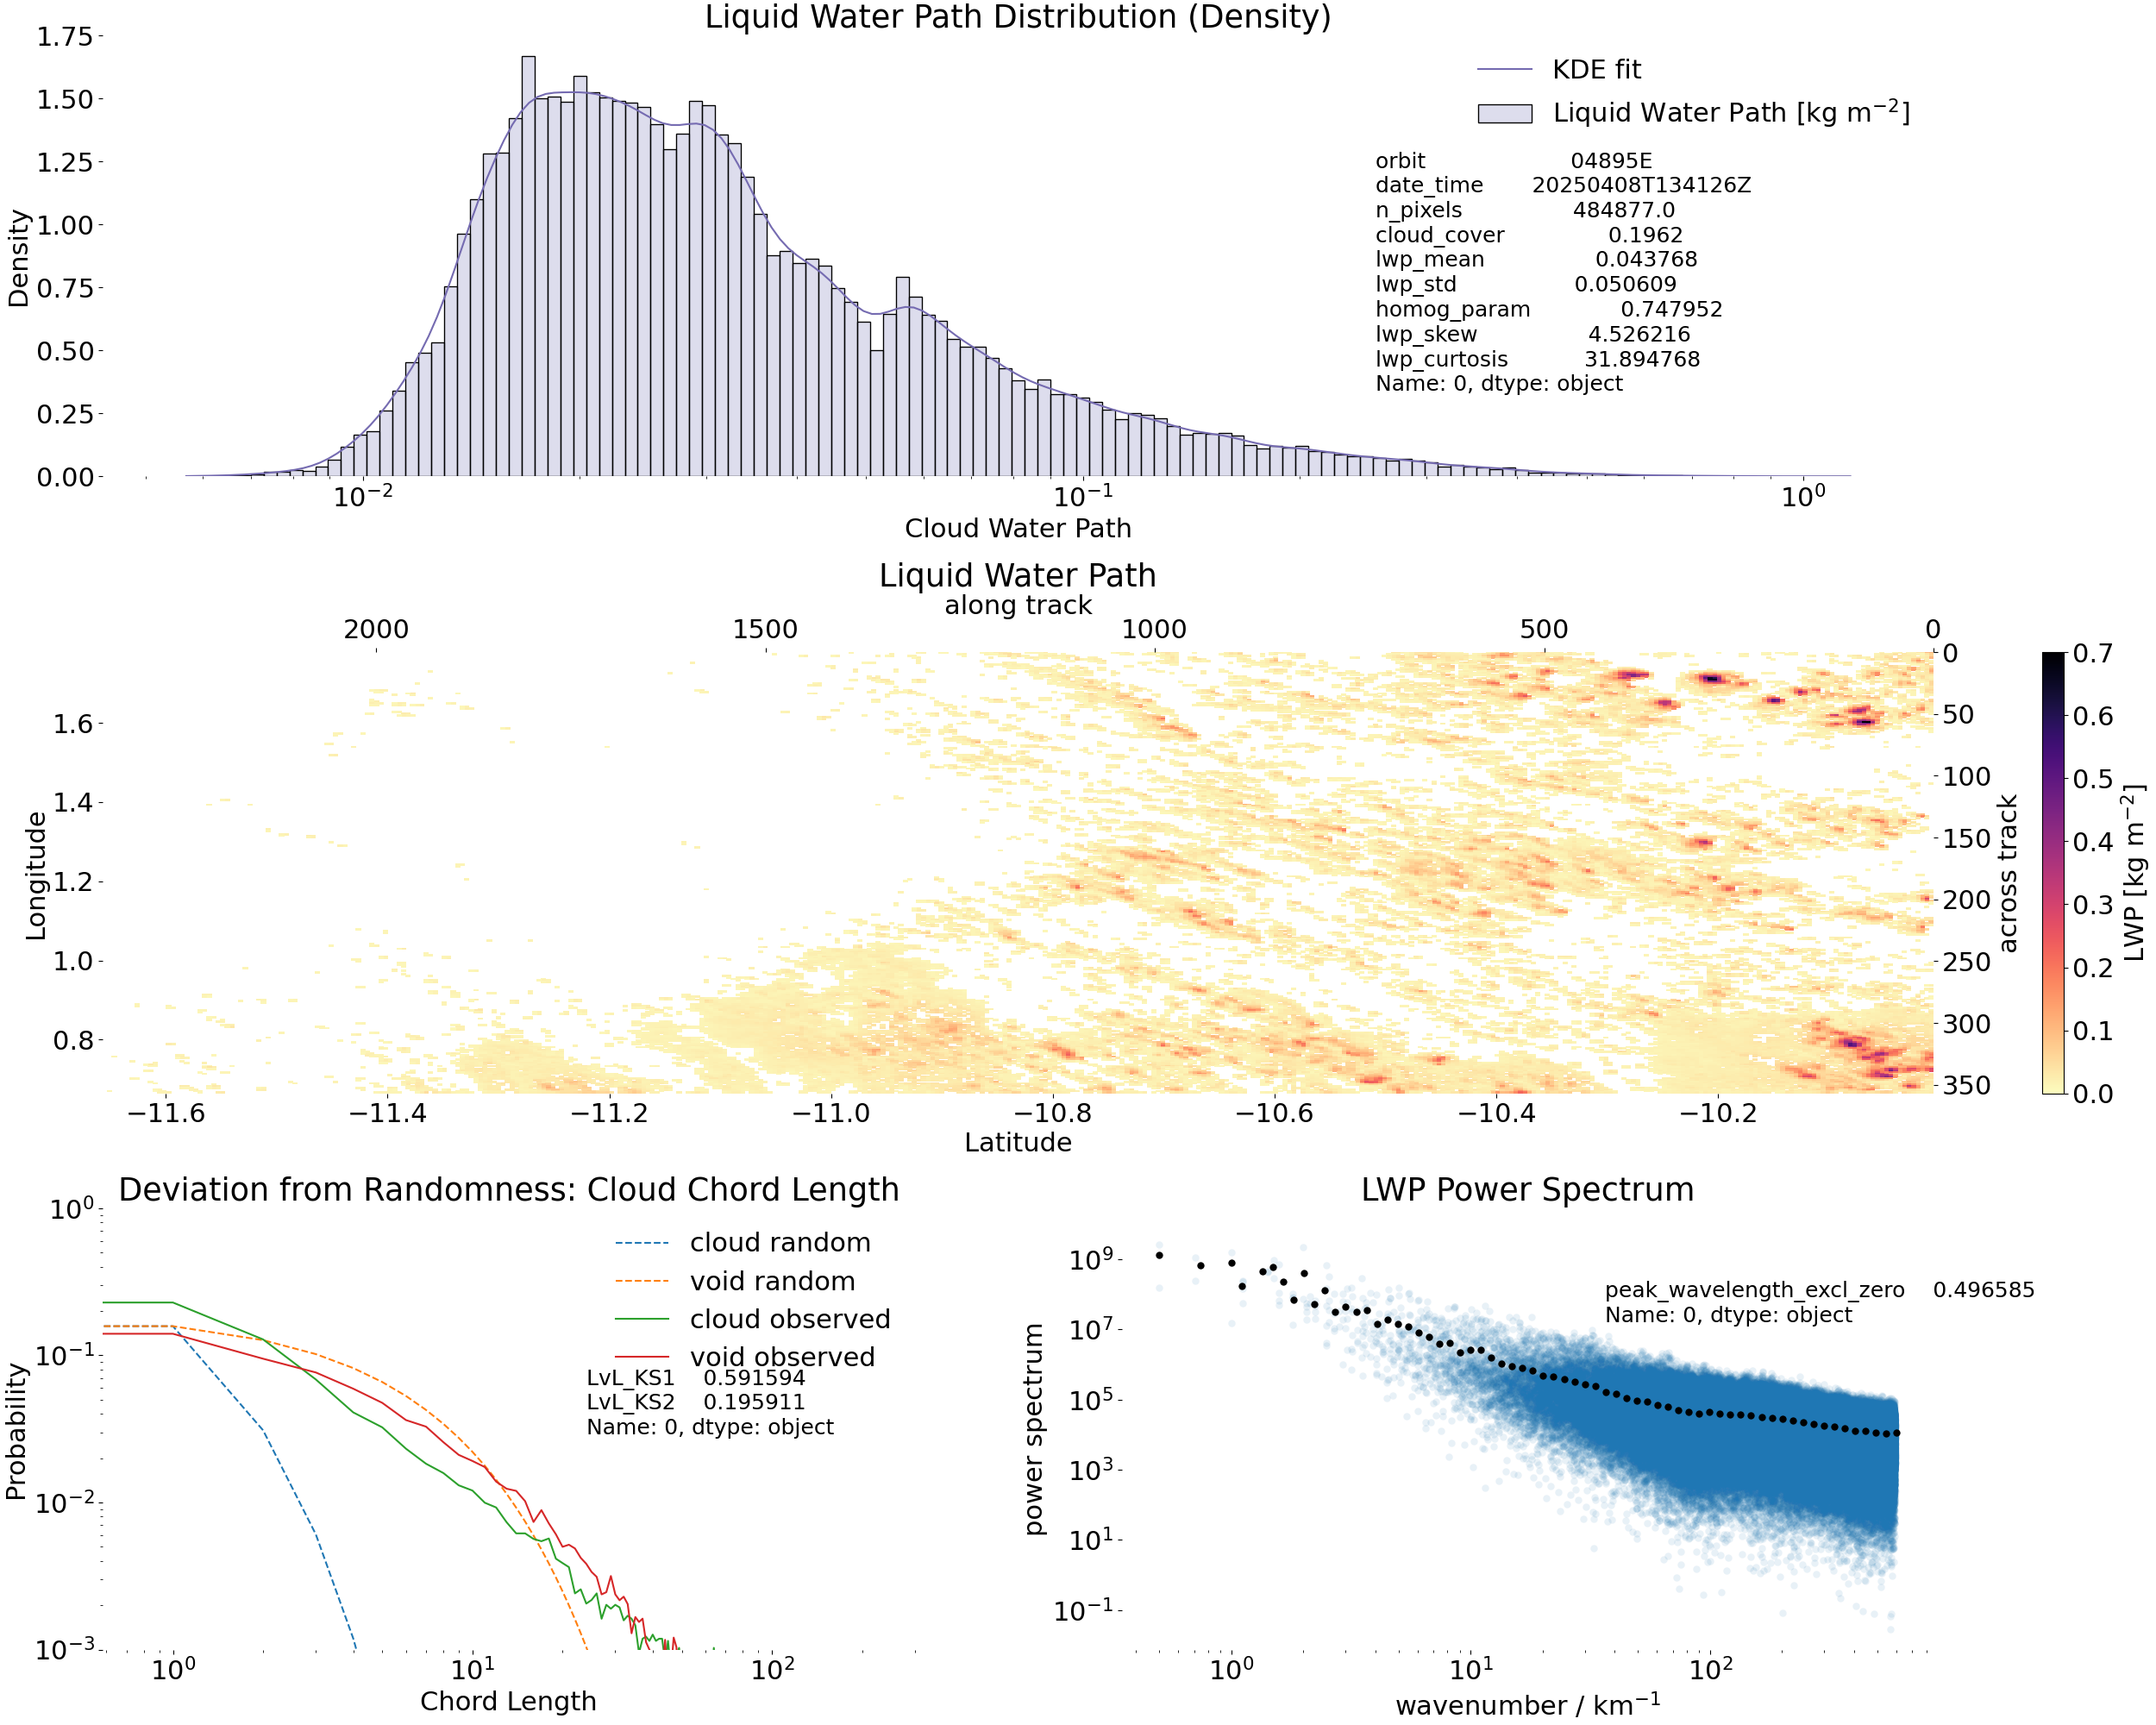 Liquid Water Path Distribution (Density)
1.75
1.50
1.25
1.00
0.75
0.50
0.25
0.00
Density
KDE fit
Liquid Water Path [kg m⁻²]
orbit 04895E
date_time 20250408T134126Z
n_pixels 484877.0
cloud_cover 0.1962
lwp_mean 0.043768
lwp_std 0.050609
homog_param 0.747952
lwp_skew 4.526216
lwp_curtosis 31.894768
Name: 0, dtype: object
10⁻² 10⁻¹ 10⁰
Cloud Water Path
Liquid Water Path
along track
2000 1500 1000 500 0
Longitude
1.6
1.4
1.2
1.0
0.8
0
50
100
150
200
250
300
350
across track
0.7
0.6
0.5
0.4
0.3
0.2
0.1
0.0
LWP [kg m⁻²]
−11.6 −11.4 −11.2 −11.0 −10.8 −10.6 −10.4 −10.2
Latitude
Deviation from Randomness: Cloud Chord Length
10⁰
10⁻¹
10⁻²
10⁻³
Probability
cloud random
void random
cloud observed
void observed
LvL_KS1 0.591594
LvL_KS2 0.195911
Name: 0, dtype: object
10⁰ 10¹ 10²
Chord Length
LWP Power Spectrum
10⁹
10⁷
10⁵
10³
10¹
10⁻¹
power spectrum
peak_wavelength_excl_zero 0.496585
Name: 0, dtype: object
10⁰ 10¹ 10²
wavenumber / km⁻¹